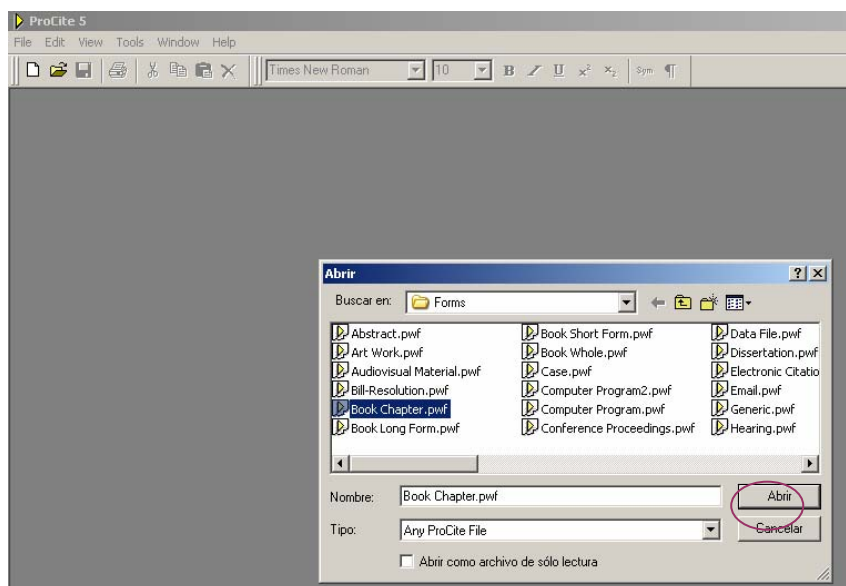 ProCite 5
File Edit View Tools Window Help
Times New Roman 10 B I U x² x₂ Sym ¶
Abrir
Buscar en: Forms
Abstract.pwf Book Short Form.pwf Data File.pwf
Art Work.pwf Book Whole.pwf Dissertation.pwf
Audiovisual Material.pwf Case.pwf Electronic Citatio
Bill-Resolution.pwf Computer Program2.pwf Email.pwf
Book Chapter.pwf Computer Program.pwf Generic.pwf
Book Long Form.pwf Conference Proceedings.pwf Hearing.pwf
Nombre: Book Chapter.pwf Abrir
Tipo: Any ProCite File Cancelar
Abrir como archivo de sólo lectura